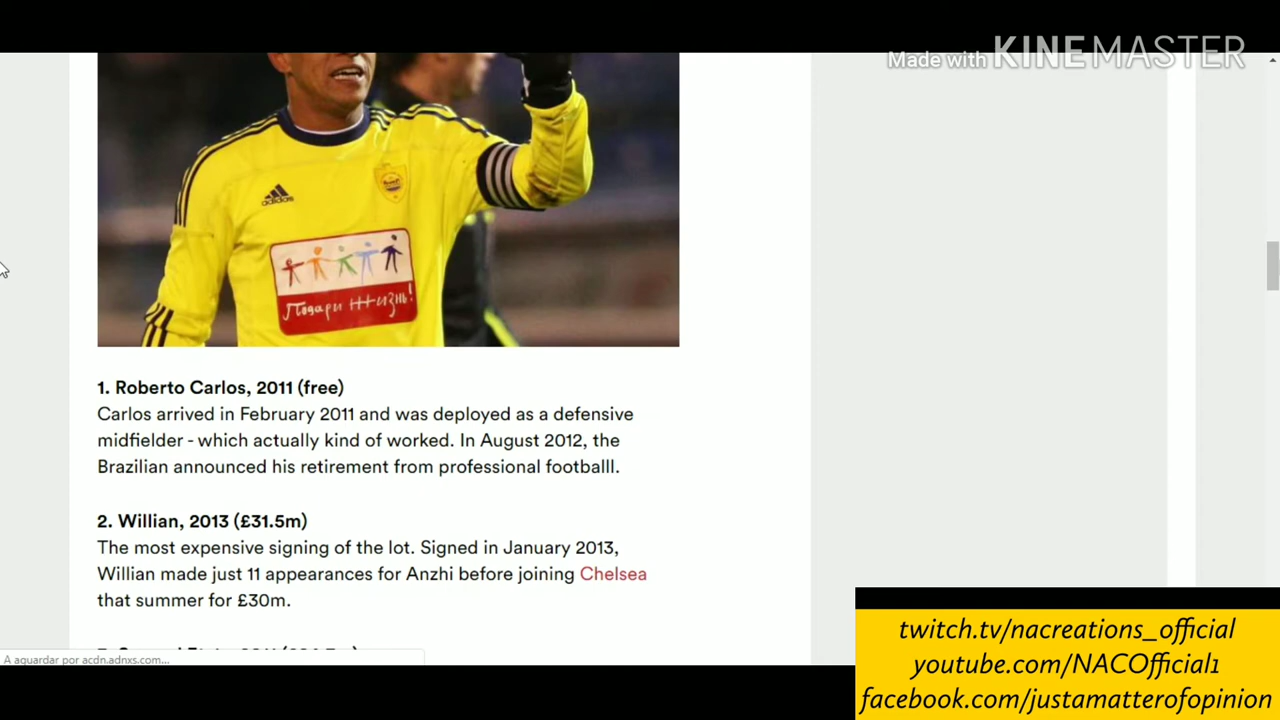 Made with KINEMASTER
adidas
Подари жизнь!
1. Roberto Carlos, 2011 (free)
Carlos arrived in February 2011 and was deployed as a defensive
midfielder - which actually kind of worked. In August 2012, the
Brazilian announced his retirement from professional footballl.
2. Willian, 2013 (£31.5m)
The most expensive signing of the lot. Signed in January 2013,
Willian made just 11 appearances for Anzhi before joining Chelsea
that summer for £30m.
A aguardar por acdn.adnxs.com...
twitch.tv/nacreations_official
youtube.com/NACOfficial1
facebook.com/justamatterofopinion